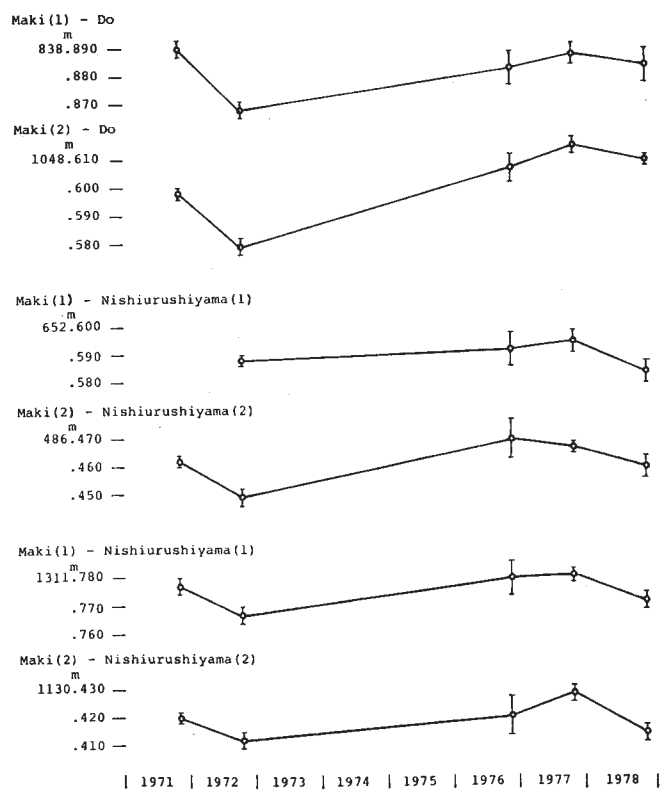 Maki(1) - Do
m
838.890
.880
.870
Maki(2) - Do
m
1048.610
.600
.590
.580
Maki(1) - Nishiurushiyama(1)
m
652.600
.590
.580
Maki(2) - Nishiurushiyama(2)
m
486.470
.460
.450
Maki(1) - Nishiurushiyama(1)
m
1311.780
.770
.760
Maki(2) - Nishiurushiyama(2)
m
1130.430
.420
.410
| 1971 | 1972 | 1973 | 1974 | 1975 | 1976 | 1977 | 1978 |